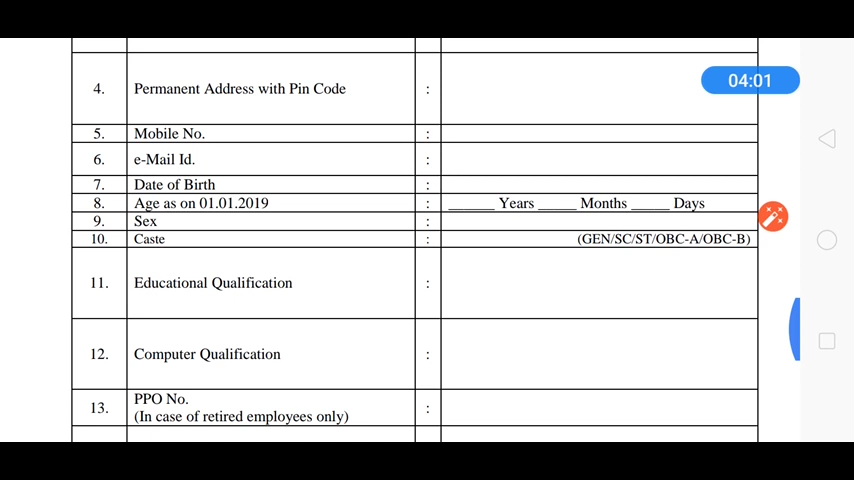 4. Permanent Address with Pin Code :
04:01
5. Mobile No. :
6. e-Mail Id. :
7. Date of Birth :
8. Age as on 01.01.2019 : ______ Years _____ Months _____ Days
9. Sex :
10. Caste : (GEN/SC/ST/OBC-A/OBC-B)
11. Educational Qualification :
12. Computer Qualification :
13. PPO No. :
(In case of retired employees only)